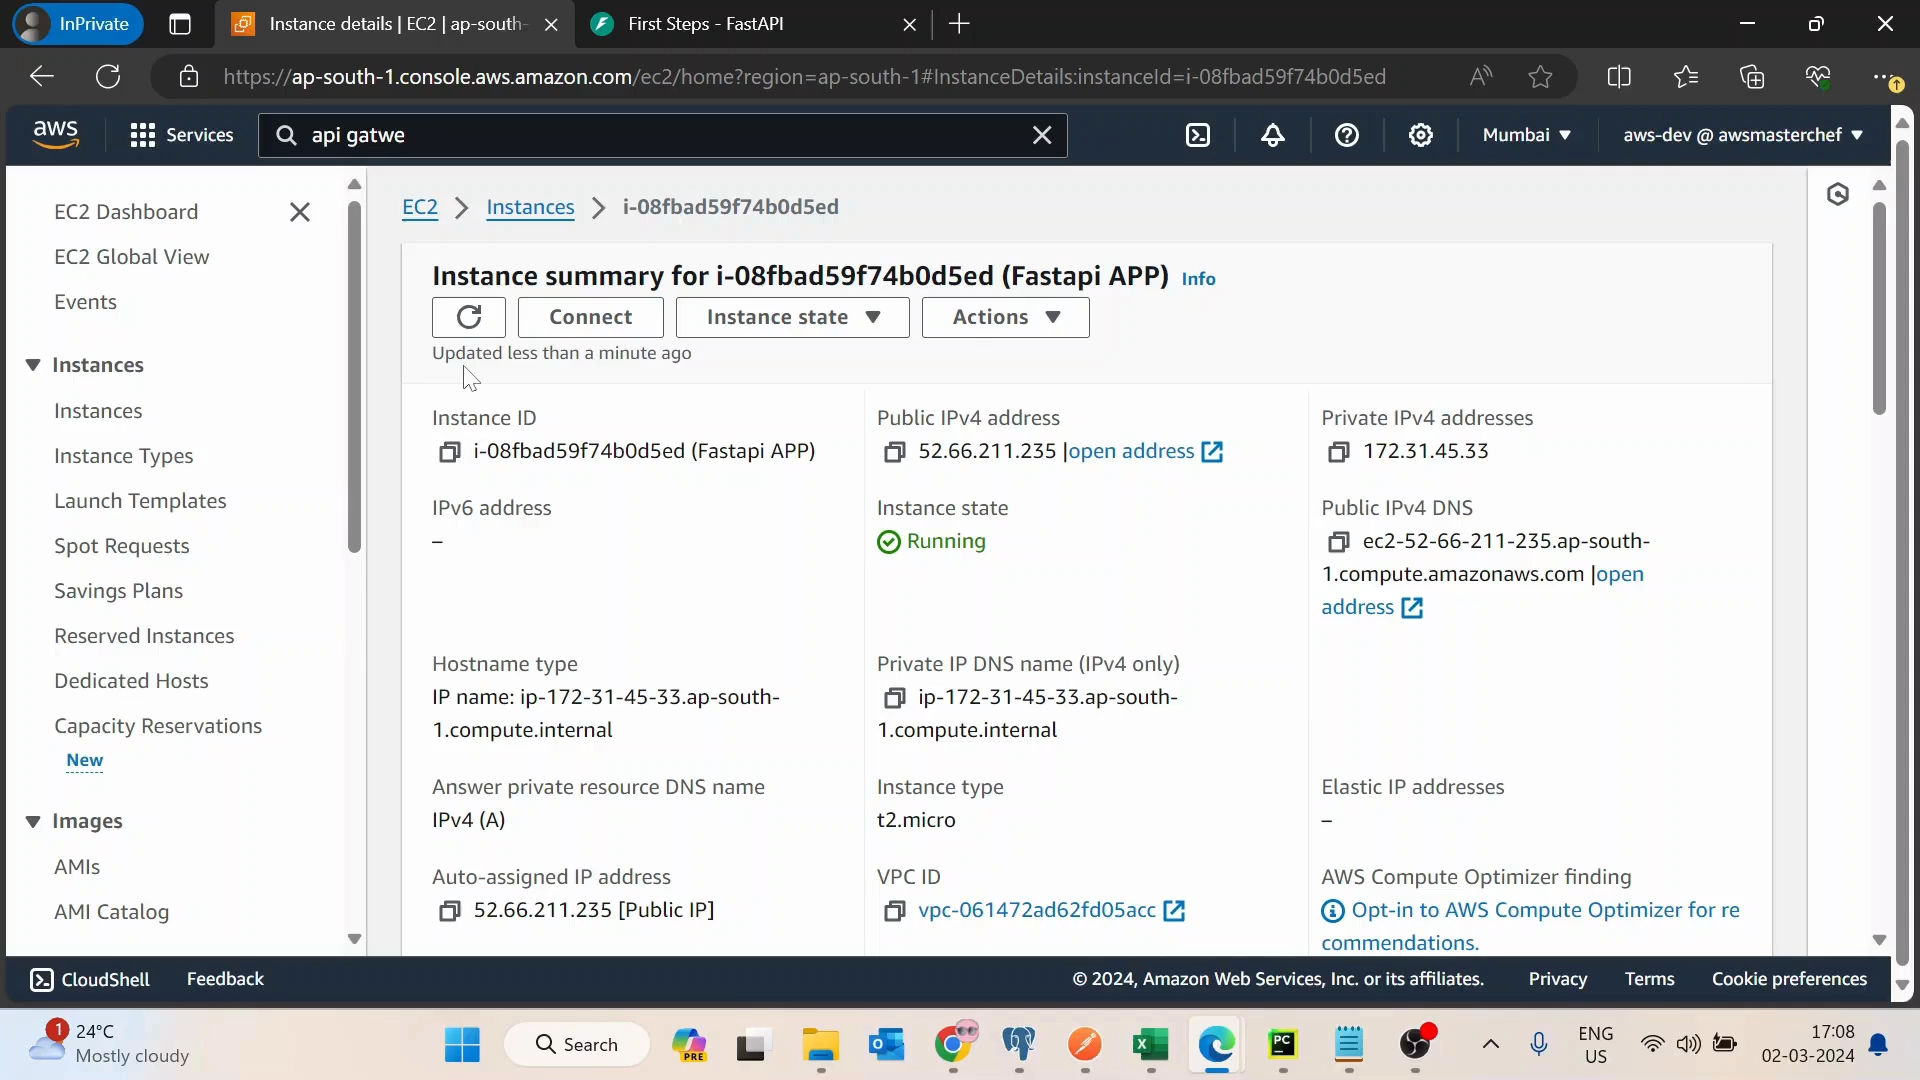 InPrivate
Instance details | EC2 | ap-south-
First Steps - FastAPI
https://ap-south-1.console.aws.amazon.com/ec2/home?region=ap-south-1#InstanceDetails:instanceId=i-08fbad59f74b0d5ed
aws
Services
api gatwe
Mumbai
aws-dev @ awsmasterchef
EC2 Dashboard
EC2 Global View
Events
Instances
Instances
Instance Types
Launch Templates
Spot Requests
Savings Plans
Reserved Instances
Dedicated Hosts
Capacity Reservations
New
Images
AMIs
AMI Catalog
EC2 > Instances > i-08fbad59f74b0d5ed
Instance summary for i-08fbad59f74b0d5ed (Fastapi APP) Info
Connect
Instance state
Actions
Updated less than a minute ago
Instance ID
i-08fbad59f74b0d5ed (Fastapi APP)
Public IPv4 address
52.66.211.235 |open address
Private IPv4 addresses
172.31.45.33
IPv6 address
–
Instance state
Running
Public IPv4 DNS
ec2-52-66-211-235.ap-south-
1.compute.amazonaws.com |open
address
Hostname type
IP name: ip-172-31-45-33.ap-south-
1.compute.internal
Private IP DNS name (IPv4 only)
ip-172-31-45-33.ap-south-
1.compute.internal
Answer private resource DNS name
IPv4 (A)
Instance type
t2.micro
Elastic IP addresses
–
Auto-assigned IP address
52.66.211.235 [Public IP]
VPC ID
vpc-061472ad62fd05acc
AWS Compute Optimizer finding
Opt-in to AWS Compute Optimizer for re
commendations.
CloudShell
Feedback
© 2024, Amazon Web Services, Inc. or its affiliates.
Privacy
Terms
Cookie preferences
1
24°C
Mostly cloudy
Search
PRE
PC
ENG
US
17:08
02-03-2024